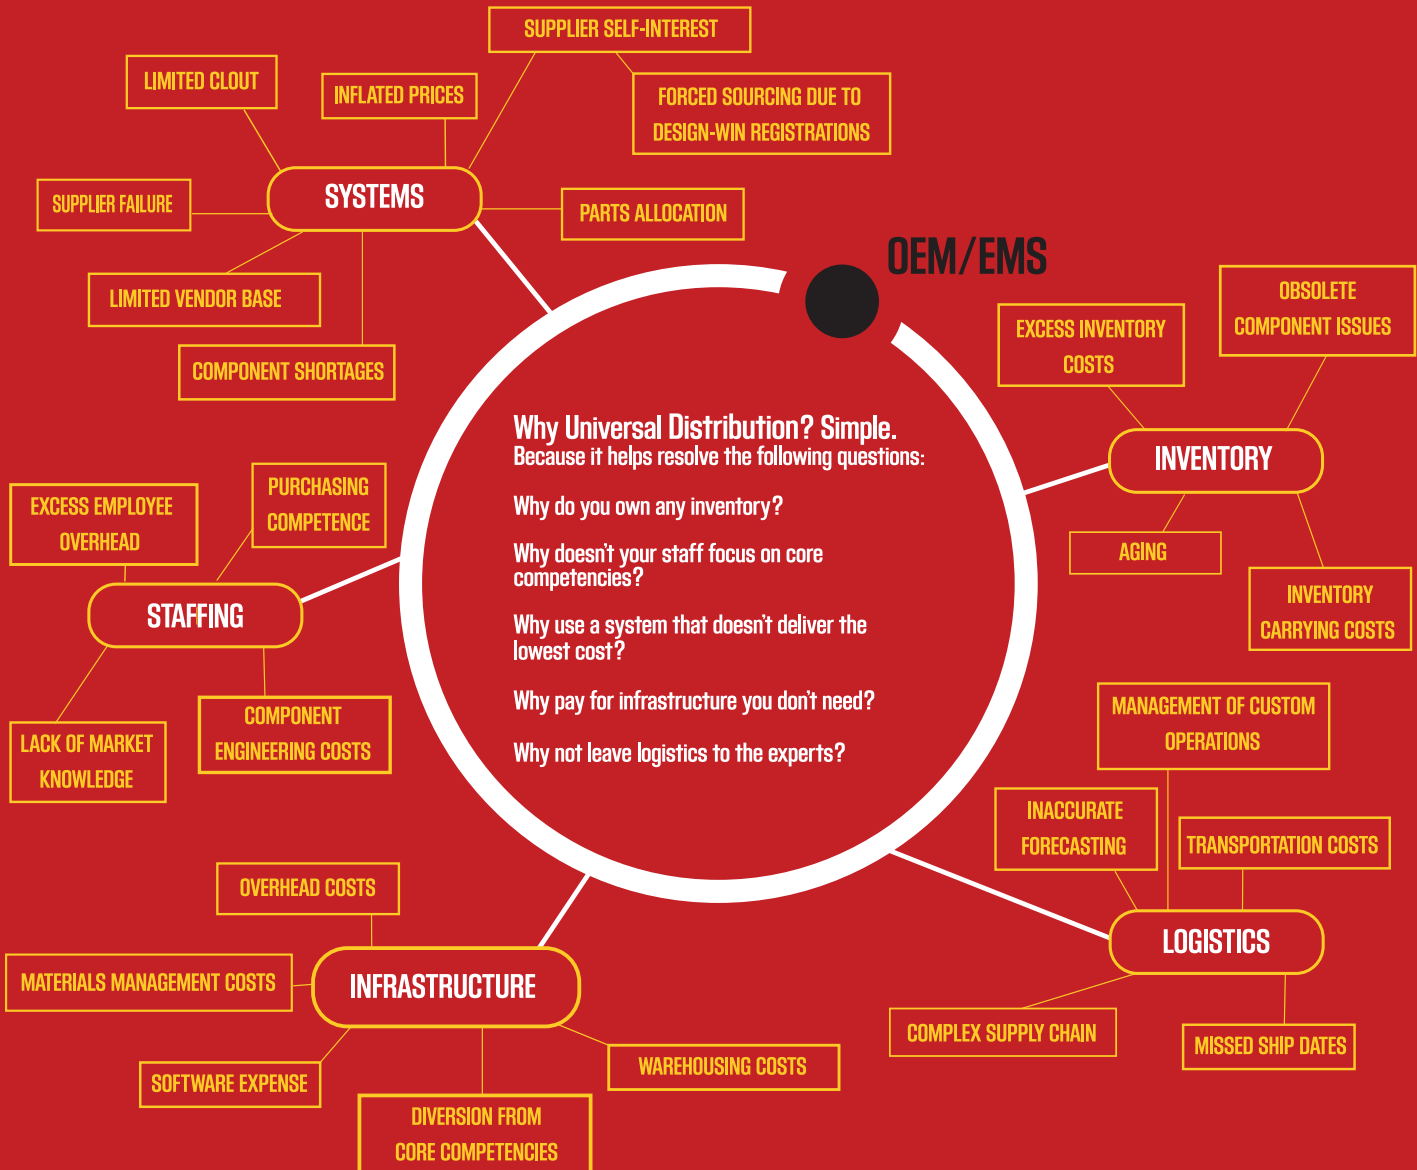 SUPPLIER SELF-INTEREST
LIMITED CLOUT
INFLATED PRICES
FORCED SOURCING DUE TO
DESIGN-WIN REGISTRATIONS
SYSTEMS
SUPPLIER FAILURE
PARTS ALLOCATION
LIMITED VENDOR BASE
COMPONENT SHORTAGES
OEM/EMS
OBSOLETE
COMPONENT ISSUES
EXCESS INVENTORY
COSTS
INVENTORY
AGING
INVENTORY
CARRYING COSTS
Why Universal Distribution? Simple.
Because it helps resolve the following questions:
Why do you own any inventory?
Why doesn't your staff focus on core
competencies?
Why use a system that doesn't deliver the
lowest cost?
Why pay for infrastructure you don't need?
Why not leave logistics to the experts?
PURCHASING
COMPETENCE
EXCESS EMPLOYEE
OVERHEAD
STAFFING
COMPONENT
ENGINEERING COSTS
LACK OF MARKET
KNOWLEDGE
MANAGEMENT OF CUSTOM
OPERATIONS
INACCURATE
FORECASTING
TRANSPORTATION COSTS
LOGISTICS
COMPLEX SUPPLY CHAIN
MISSED SHIP DATES
OVERHEAD COSTS
MATERIALS MANAGEMENT COSTS
INFRASTRUCTURE
SOFTWARE EXPENSE
WAREHOUSING COSTS
DIVERSION FROM
CORE COMPETENCIES